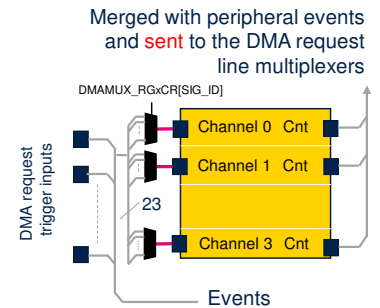 Merged with peripheral events
and sent to the DMA request
line multiplexers
DMAMUX_RGxCR[SIG_ID]
Channel 0 Cnt
Channel 1 Cnt
DMA request
trigger inputs
23
Channel 3 Cnt
Events